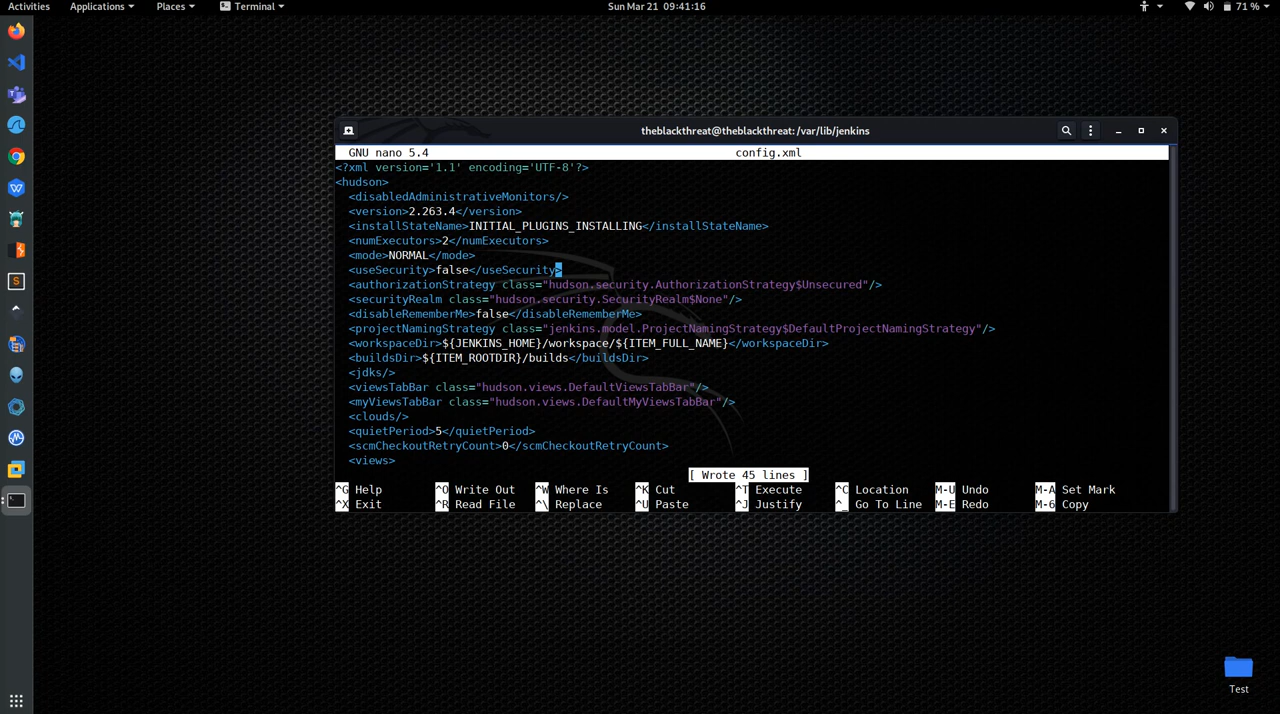 Activities Applications Places Terminal Sun Mar 21 09:41:16 71 %
theblackthreat@theblackthreat: /var/lib/jenkins
GNU nano 5.4 config.xml
<?xml version='1.1' encoding='UTF-8'?>
<hudson>
<disabledAdministrativeMonitors/>
<version>2.263.4</version>
<installStateName>INITIAL_PLUGINS_INSTALLING</installStateName>
<numExecutors>2</numExecutors>
<mode>NORMAL</mode>
<useSecurity>false</useSecurity>
<authorizationStrategy class="hudson.security.AuthorizationStrategy$Unsecured"/>
<securityRealm class="hudson.security.SecurityRealm$None"/>
<disableRememberMe>false</disableRememberMe>
<projectNamingStrategy class="jenkins.model.ProjectNamingStrategy$DefaultProjectNamingStrategy"/>
<workspaceDir>${JENKINS_HOME}/workspace/${ITEM_FULL_NAME}</workspaceDir>
<buildsDir>${ITEM_ROOTDIR}/builds</buildsDir>
<jdks/>
<viewsTabBar class="hudson.views.DefaultViewsTabBar"/>
<myViewsTabBar class="hudson.views.DefaultMyViewsTabBar"/>
<clouds/>
<quietPeriod>5</quietPeriod>
<scmCheckoutRetryCount>0</scmCheckoutRetryCount>
<views>
[ Wrote 45 lines ]
^G Help ^O Write Out ^W Where Is ^K Cut ^T Execute ^C Location M-U Undo M-A Set Mark
^X Exit ^R Read File ^\ Replace ^U Paste ^J Justify ^_ Go To Line M-E Redo M-6 Copy
Test